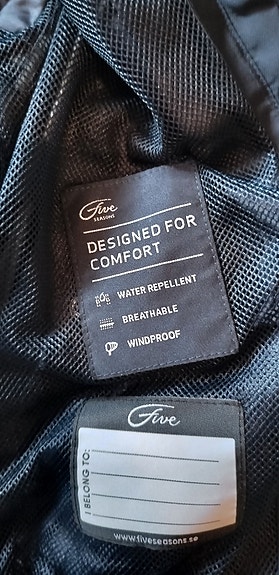 Five
SEASONS
DESIGNED FOR
COMFORT
WATER REPELLENT
BREATHABLE
WINDPROOF
Five
I BELONG TO:
www.fiveseasons.se